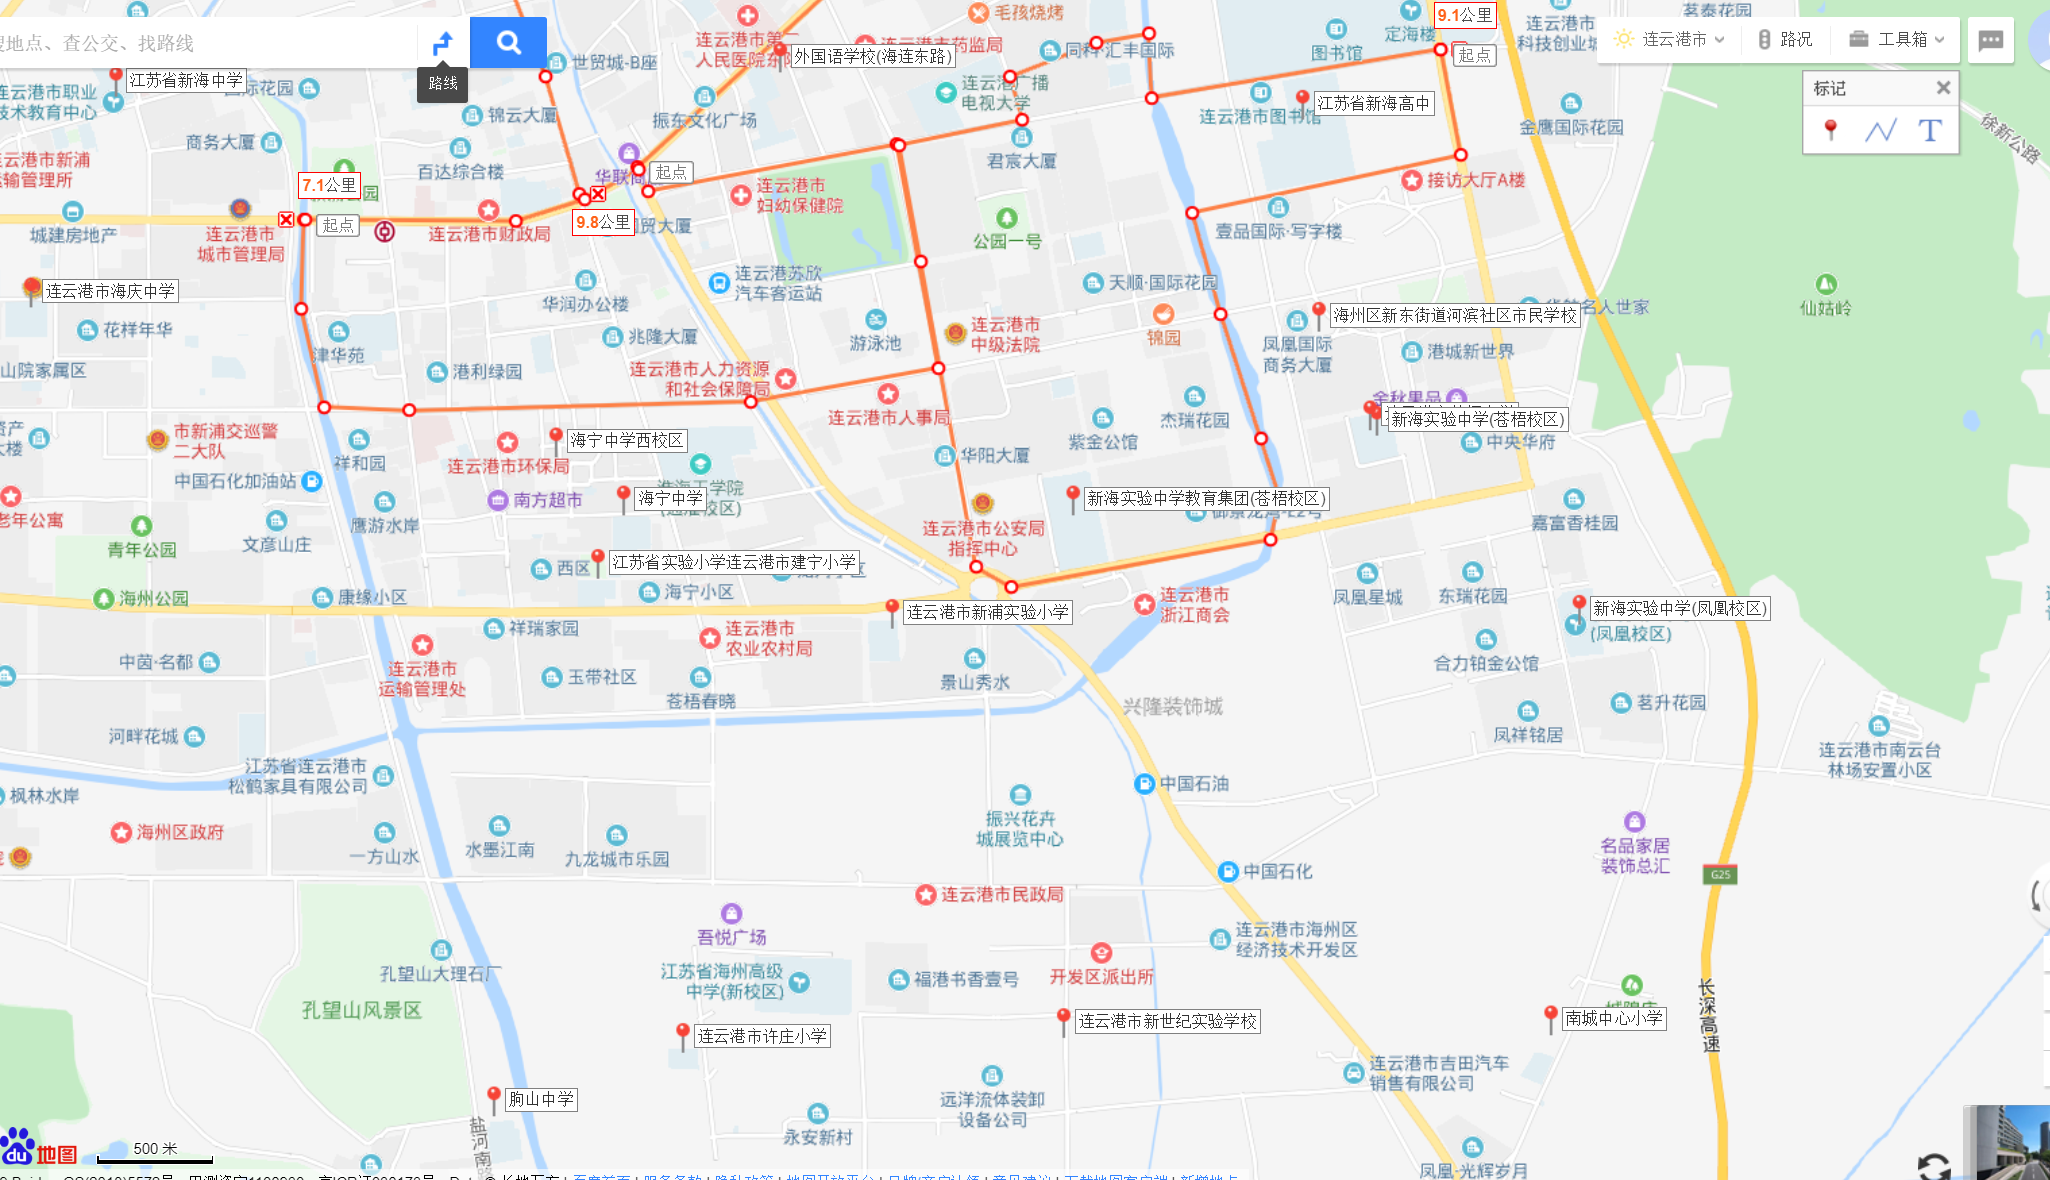 搜地点、查公交、找路线
路线
世贸城-B座
锦云大厦
商务大厦
百达综合楼
江苏省新海中学
连云港市药监局
外国语学校(海连东路)
毛孩烧烤
同科·汇丰国际
连云港广播
电视大学
振东文化广场
君宸大厦
图书馆
定海楼
9.1公里
起点
连云港市
路况
工具箱
标记
T
茗泰花园
徐新公路
连云港市图书馆
江苏省新海高中
金鹰国际花园
接访大厅A楼
壹品国际·写字楼
7.1公里
起点
9.8公里
起点
连云港市
城市管理局
连云港市财政局
城建房地产
连云港市海庆中学
花样年华
津华苑
港利绿园
华润办公楼
兆隆大厦
连云港市
妇幼保健院
连云港苏欣
汽车客运站
公园一号
天顺·国际花园
锦园
游泳池
连云港市
中级法院
连云港市人力资源
和社会保障局
连云港市人事局
海州区新东街道河滨社区市民学校
凤凰国际
商务大厦
港城新世界
仙姑岭
新海实验中学(苍梧校区)
中央华府
杰瑞花园
紫金公馆
华阳大厦
市新浦交巡警
二大队
中国石化加油站
祥和园
连云港市环保局
海宁中学西校区
海宁中学
南方超市
鹰游水岸
文彦山庄
青年公园
老年公寓
新海实验中学教育集团(苍梧校区)
连云港市公安局
指挥中心
嘉富香桂园
西区
江苏省实验小学连云港市建宁小学
海宁小区
海州公园
康缘小区
祥瑞家园
连云港市新浦实验小学
连云港市
浙江商会
凤凰星城
东瑞花园
新海实验中学(凤凰校区)
(凤凰校区)
合力铂金公馆
连云港市
农业农村局
连云港市
运输管理处
中茵·名都
玉带社区
苍梧春晓
景山秀水
兴隆装饰城
凤祥铭居
茗升花园
连云港市南云台
林场安置小区
河畔花城
江苏省连云港市
松鹤家具有限公司
枫林水岸
海州区政府
一方山水
水墨江南
九龙城市乐园
振兴花卉
城展览中心
中国石油
中国石化
名品家居
装饰总汇
G25
连云港市民政局
吾悦广场
孔望山大理石厂
孔望山风景区
江苏省海州高级
中学(新校区)
福港书香壹号
开发区派出所
连云港市海州区
经济技术开发区
连云港市许庄小学
连云港市新世纪实验学校
南城中心小学
长深高速
连云港市吉田汽车
销售有限公司
远洋流体装卸
设备公司
朐山中学
永安新村
盐河南路
凤凰·光辉岁月
地图
500 米